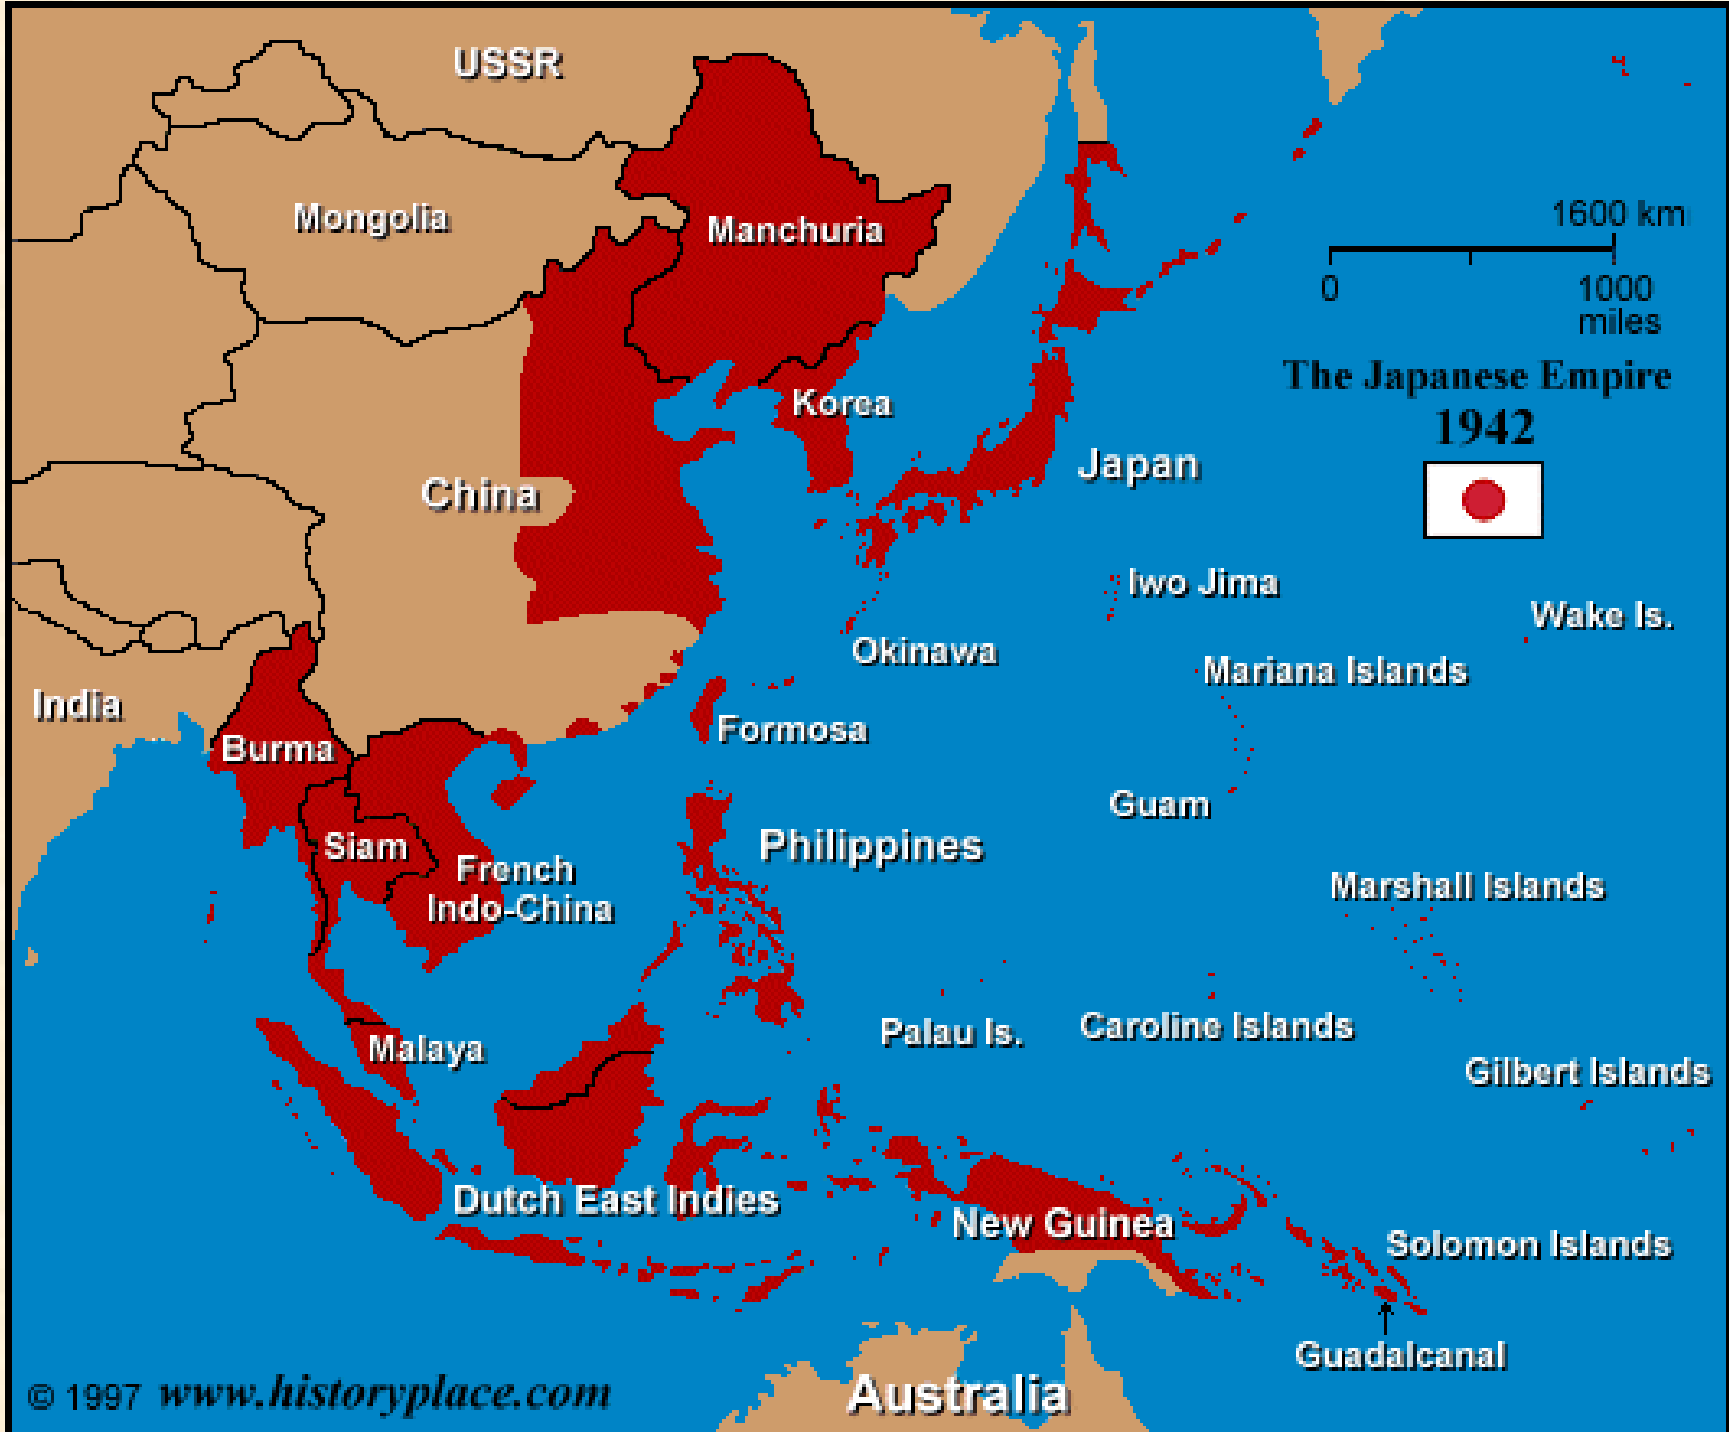 USSR
Mongolia
Manchuria
1600 km
0
1000
miles
The Japanese Empire
1942
Korea
Japan
China
Iwo Jima
Wake Is.
Okinawa
Mariana Islands
India
Formosa
Burma
Guam
Siam
Philippines
French
Indo-China
Marshall Islands
Palau Is.
Caroline Islands
Malaya
Gilbert Islands
Dutch East Indies
New Guinea
Solomon Islands
Guadalcanal
Australia
© 1997 www.historyplace.com